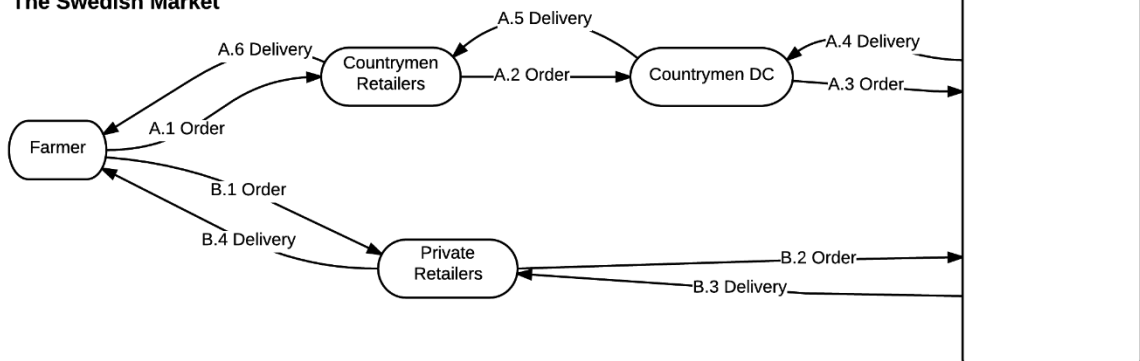 The Swedish Market
A.5 Delivery
A.6 Delivery
A.4 Delivery
Countrymen
Retailers
A.2 Order
Countrymen DC
A.3 Order
A.1 Order
Farmer
B.1 Order
B.4 Delivery
Private
Retailers
B.2 Order
B.3 Delivery